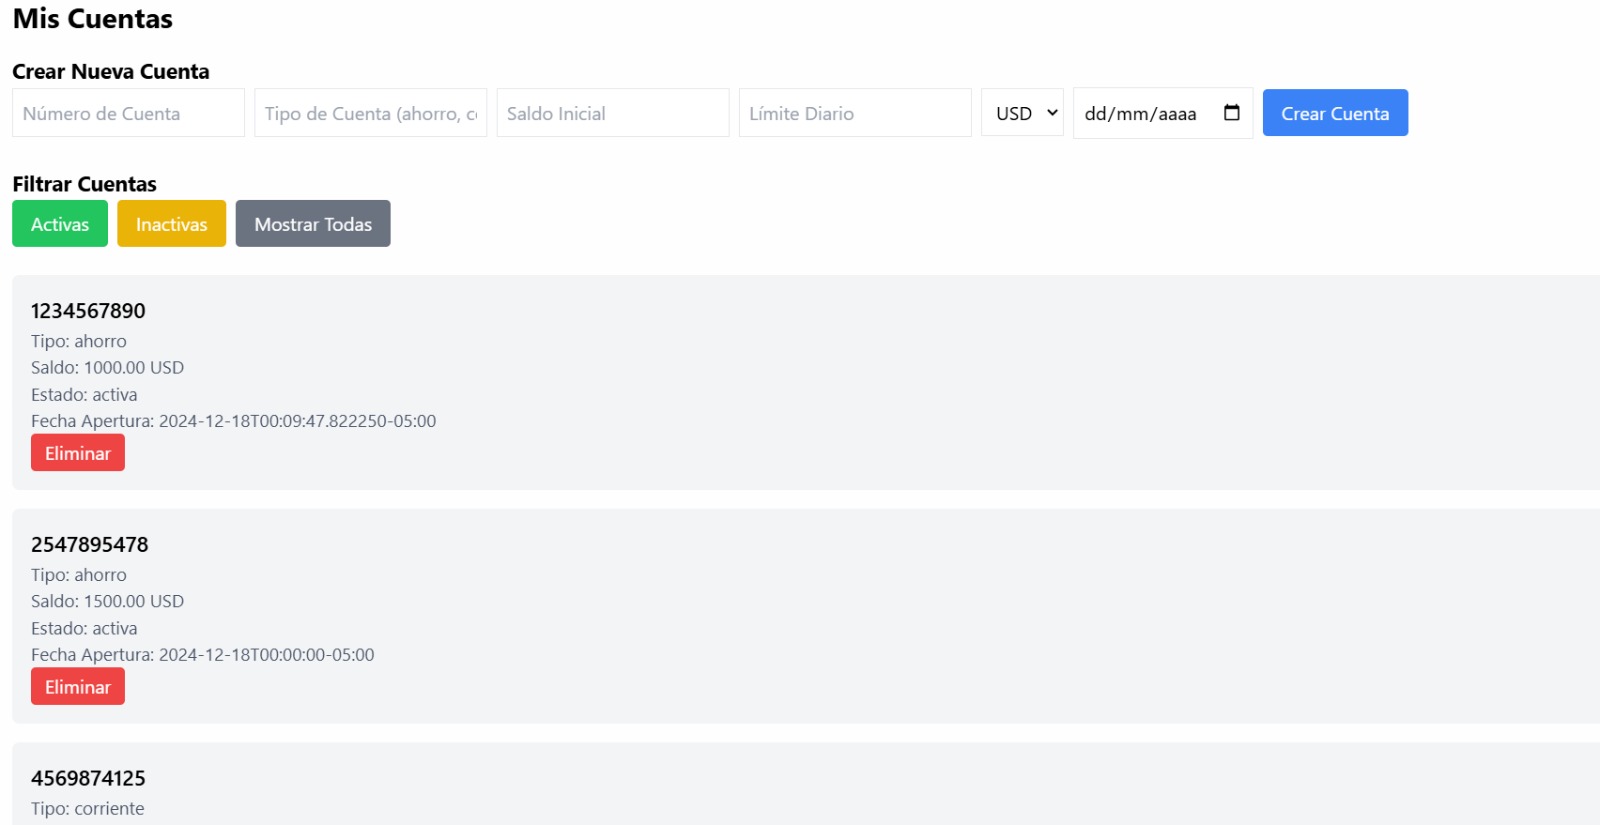 Mis Cuentas
Crear Nueva Cuenta
Número de Cuenta
Tipo de Cuenta (ahorro, c
Saldo Inicial
Límite Diario
USD
dd/mm/aaaa
Crear Cuenta
Filtrar Cuentas
Activas
Inactivas
Mostrar Todas
1234567890
Tipo: ahorro
Saldo: 1000.00 USD
Estado: activa
Fecha Apertura: 2024-12-18T00:09:47.822250-05:00
Eliminar
2547895478
Tipo: ahorro
Saldo: 1500.00 USD
Estado: activa
Fecha Apertura: 2024-12-18T00:00:00-05:00
Eliminar
4569874125
Tipo: corriente